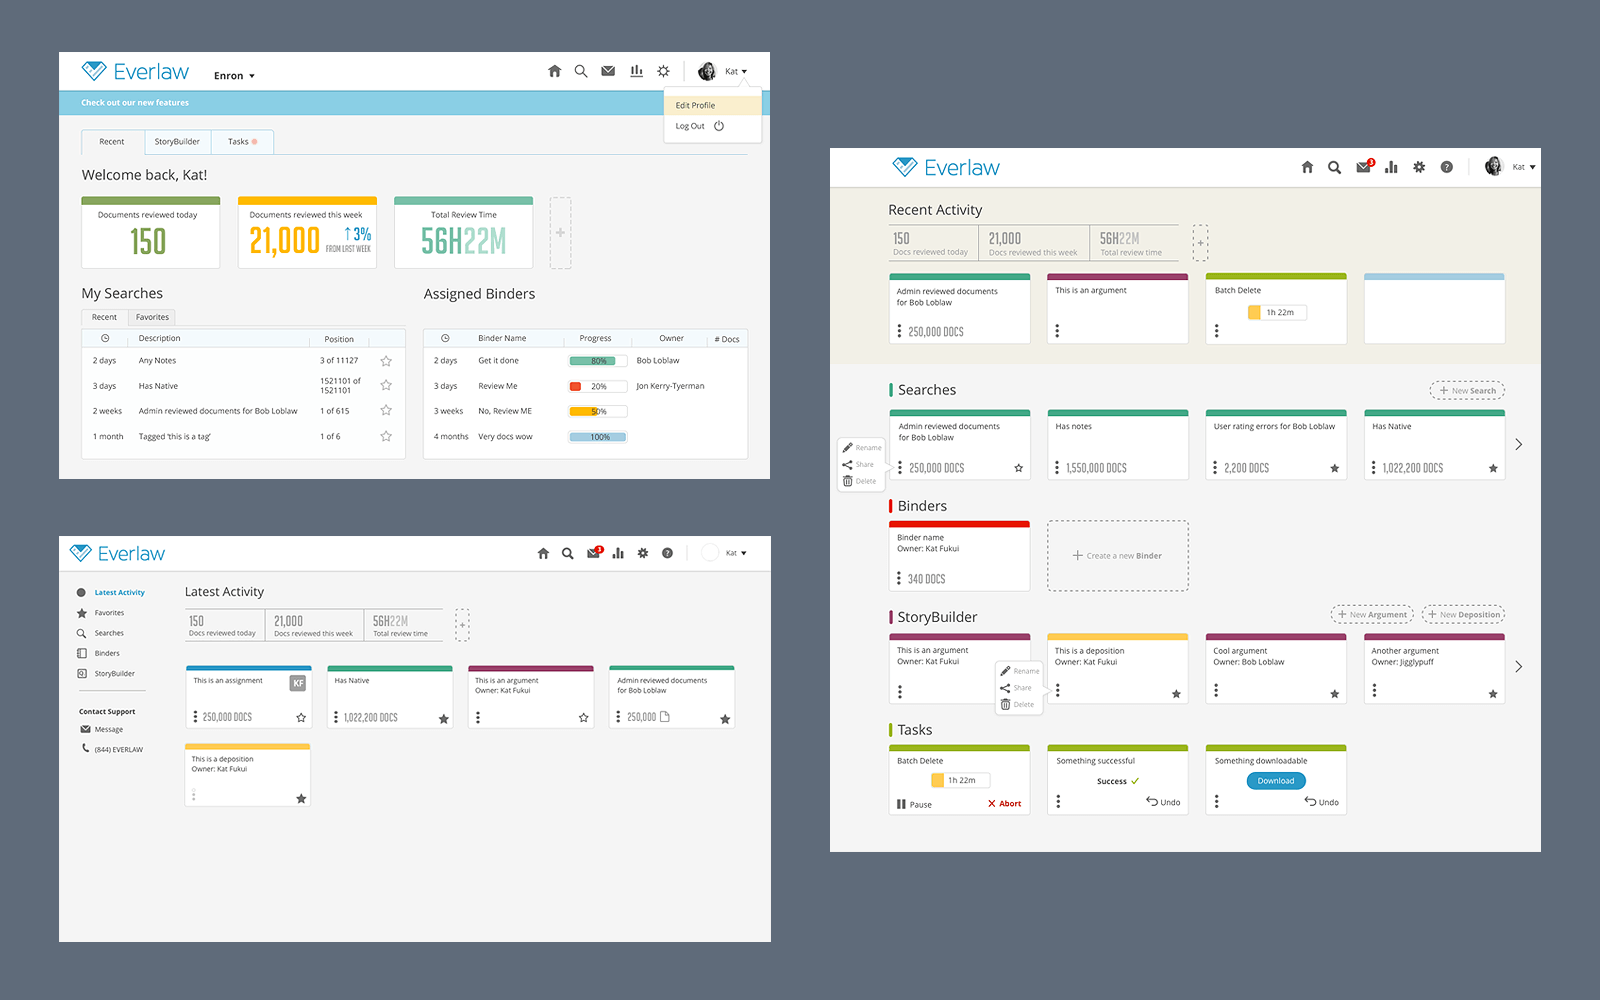 Everlaw
Enron
Kat
Check out our new features
Edit Profile
Log Out
Recent
StoryBuilder
Tasks
Welcome back, Kat!
Documents reviewed today
150
Documents reviewed this week
21,000
3%
FROM LAST WEEK
Total Review Time
56H22M
+
My Searches
Recent
Favorites
Description
Position
2 days
Any Notes
3 of 11127
3 days
Has Native
1521101 of
1521101
2 weeks
Admin reviewed documents for Bob Loblaw
1 of 615
1 month
Tagged 'this is a tag'
1 of 6
Assigned Binders
Binder Name
Progress
Owner
# Docs
2 days
Get it done
80%
Bob Loblaw
3 days
Review Me
20%
Jon Kerry-Tyerman
3 weeks
No, Review ME
50%
4 months
Very docs wow
100%
Everlaw
3
?
Kat
Latest Activity
Favorites
Searches
Binders
StoryBuilder
Contact Support
Message
(844) EVERLAW
Latest Activity
150
Docs reviewed today
21,000
Docs reviewed this week
56H22M
Total review time
+
This is an assignment
KF
250,000 DOCS
Has Native
1,022,200 DOCS
This is an argument
Owner: Kat Fukui
Admin reviewed documents
for Bob Loblaw
250,000
This is a deposition
Owner: Kat Fukui
Everlaw
3
?
Kat
Recent Activity
150
Docs reviewed today
21,000
Docs reviewed this week
56H22M
Total review time
+
Admin reviewed documents
for Bob Loblaw
250,000 DOCS
This is an argument
Batch Delete
1h 22m
Searches
+ New Search
Admin reviewed documents
for Bob Loblaw
250,000 DOCS
Rename
Share
Delete
Has notes
1,550,000 DOCS
User rating errors for Bob Loblaw
2,200 DOCS
Has Native
1,022,200 DOCS
Binders
Binder name
Owner: Kat Fukui
340 DOCS
+ Create a new Binder
StoryBuilder
+ New Argument
+ New Deposition
This is an argument
Owner: Kat Fukui
Rename
Share
Delete
This is a deposition
Owner: Kat Fukui
Cool argument
Owner: Bob Loblaw
Another argument
Owner: Jigglypuff
Tasks
Batch Delete
1h 22m
Pause
Abort
Something successful
Success
Undo
Something downloadable
Download
Undo